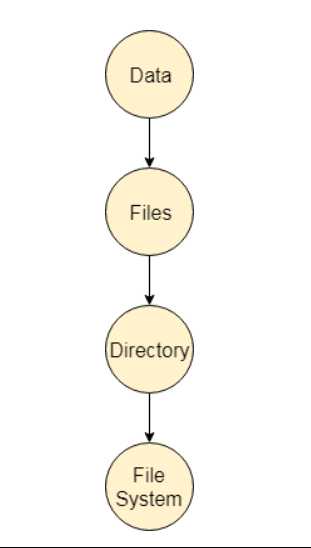 Data
Files
Directory
File
System